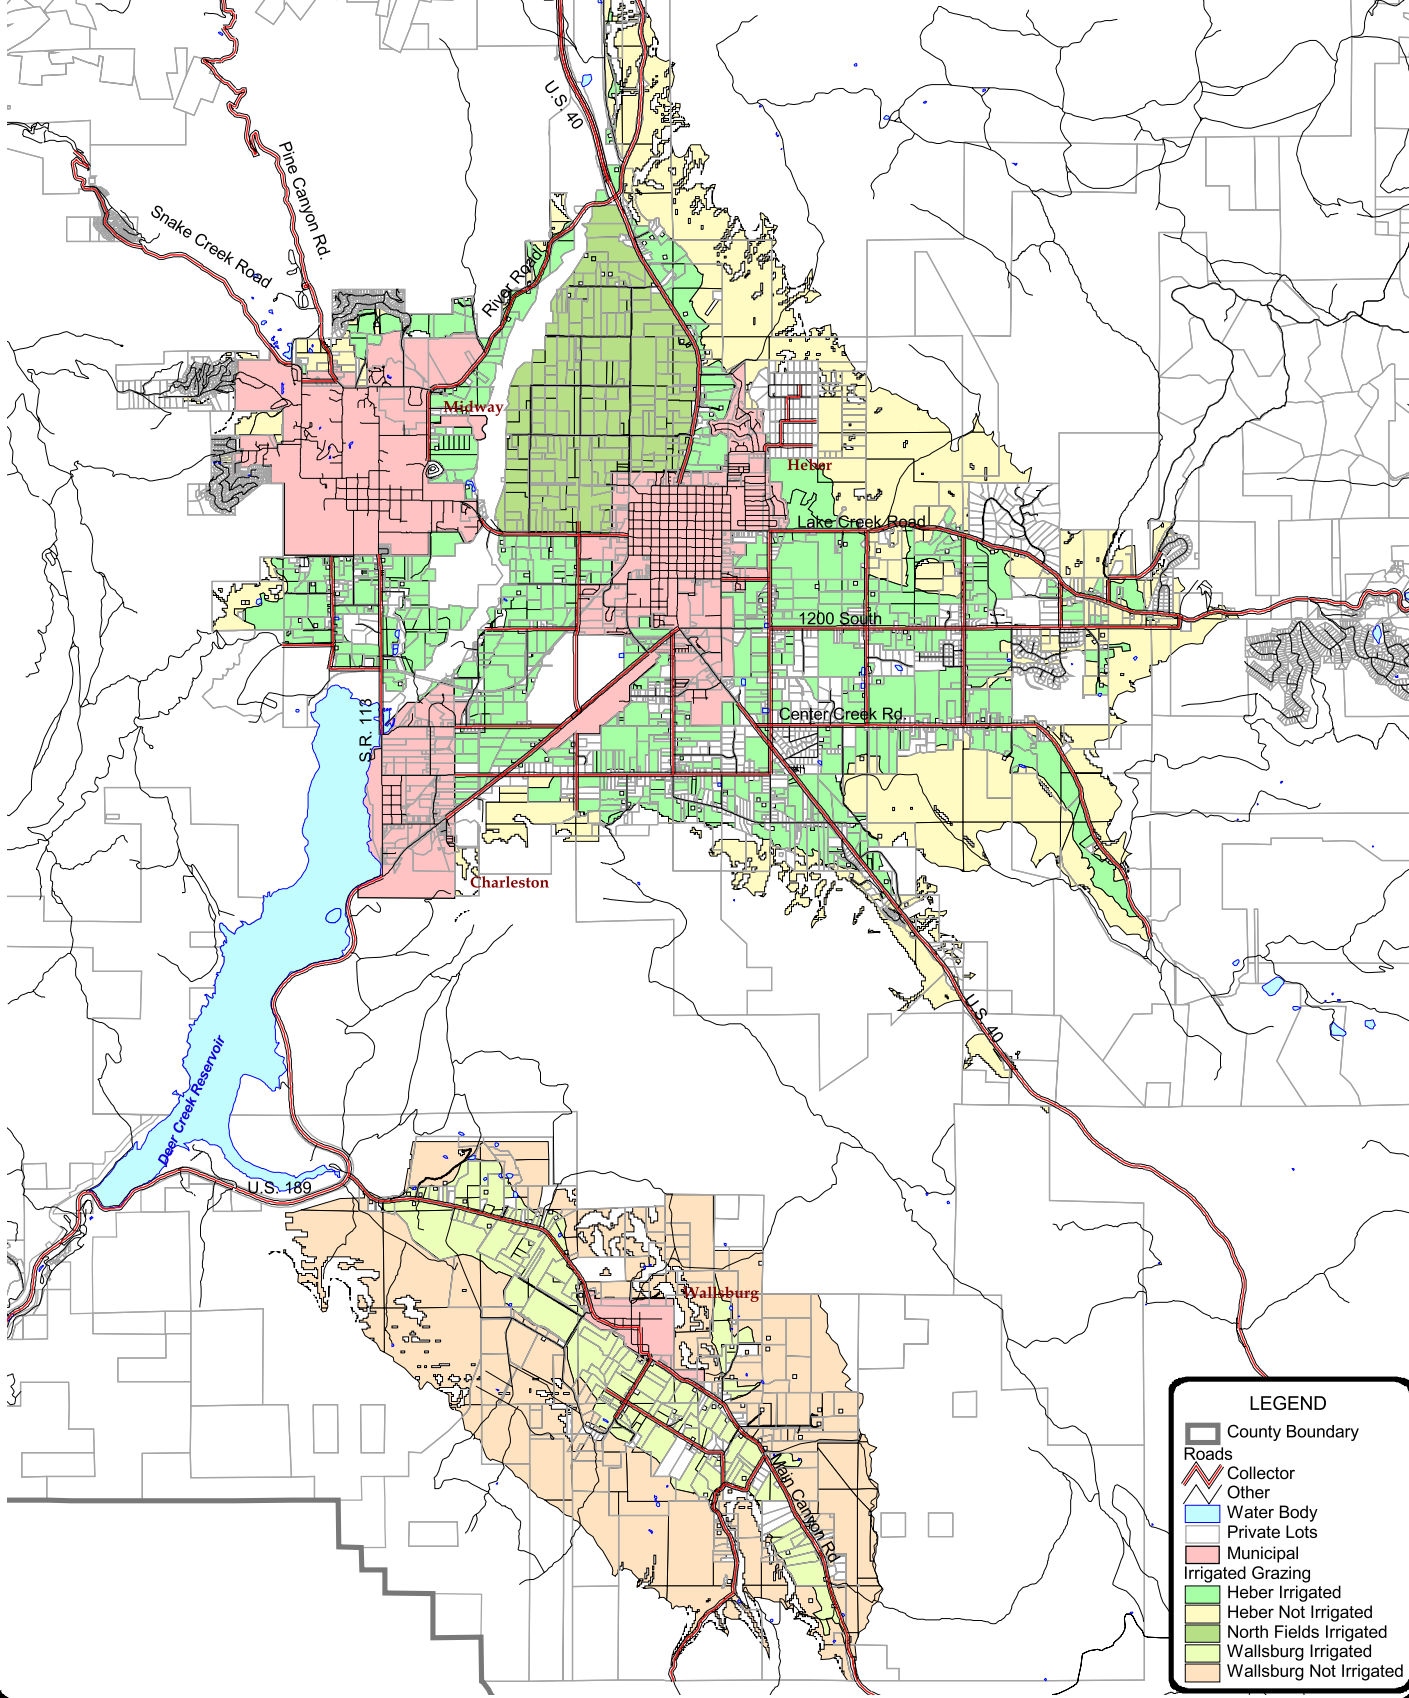 U.S. 40
Pine Canyon Rd.
Snake Creek Road
River Road
Midway
Heber
Lake Creek Road
1200 South
S.R. 113
Center Creek Rd.
Charleston
U.S. 40
Deer Creek Reservoir
U.S. 189
Wallsburg
Main Canyon Rd.
LEGEND
County Boundary
Roads
Collector
Other
Water Body
Private Lots
Municipal
Irrigated Grazing
Heber Irrigated
Heber Not Irrigated
North Fields Irrigated
Wallsburg Irrigated
Wallsburg Not Irrigated